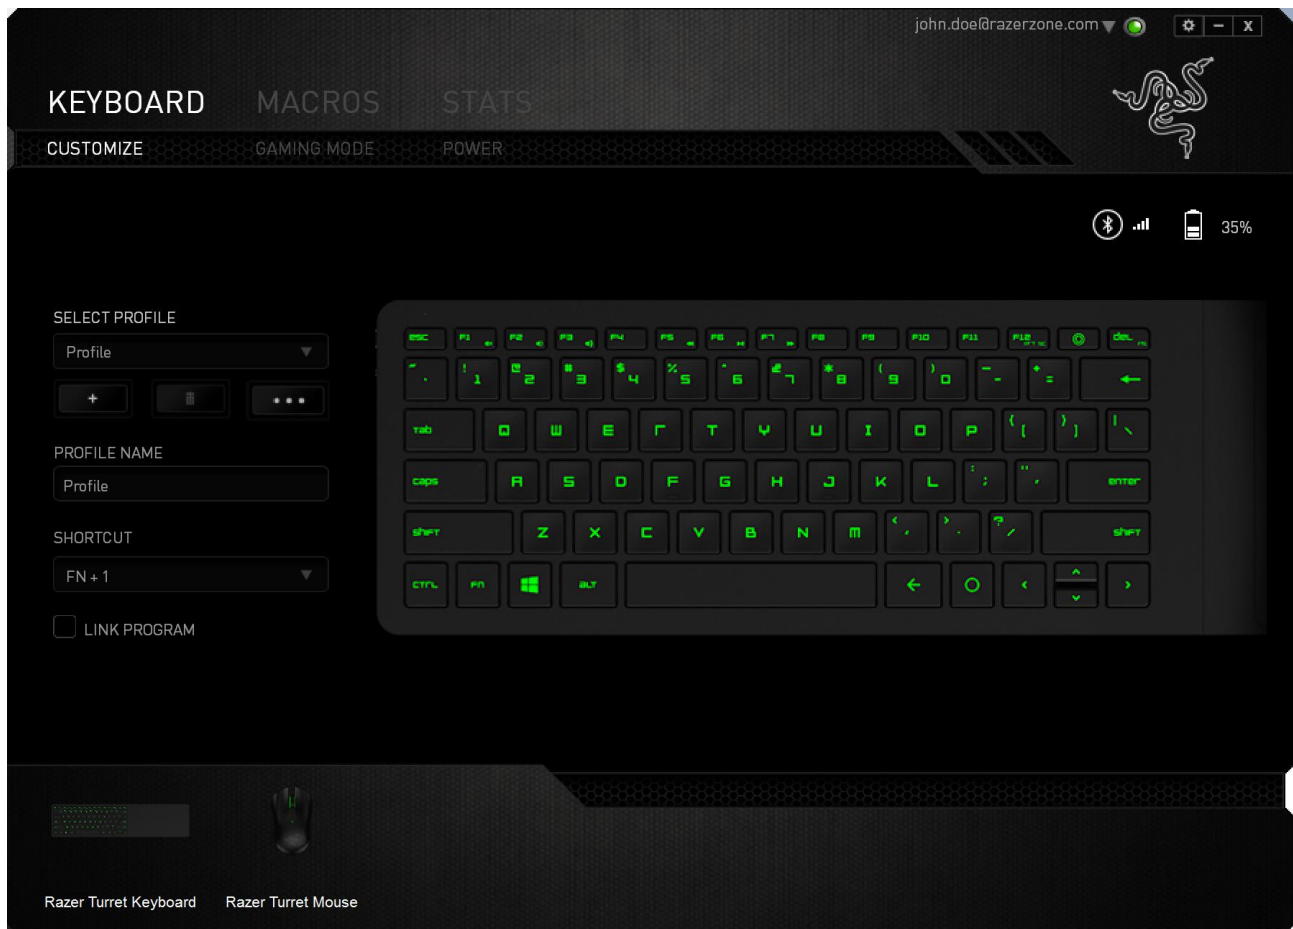 john.doe@razerzone.com
KEYBOARD MACROS STATS
CUSTOMIZE GAMING MODE POWER
35%
SELECT PROFILE
Profile
PROFILE NAME
Profile
SHORTCUT
FN + 1
LINK PROGRAM
esc F1 F2 F3 F4 F5 F6 F7 F8 F9 F10 F11 F12 del
! @ # $ % ^ & * ( ) _ +
1 2 3 4 5 6 7 8 9 0 - =
Tab Q W E R T Y U I O P { [ } ] | \
caps A S D F G H J K L : ; " ' enter
shift Z X C V B N M < , > . ? / shift
CTRL FN ALT
Razer Turret Keyboard Razer Turret Mouse